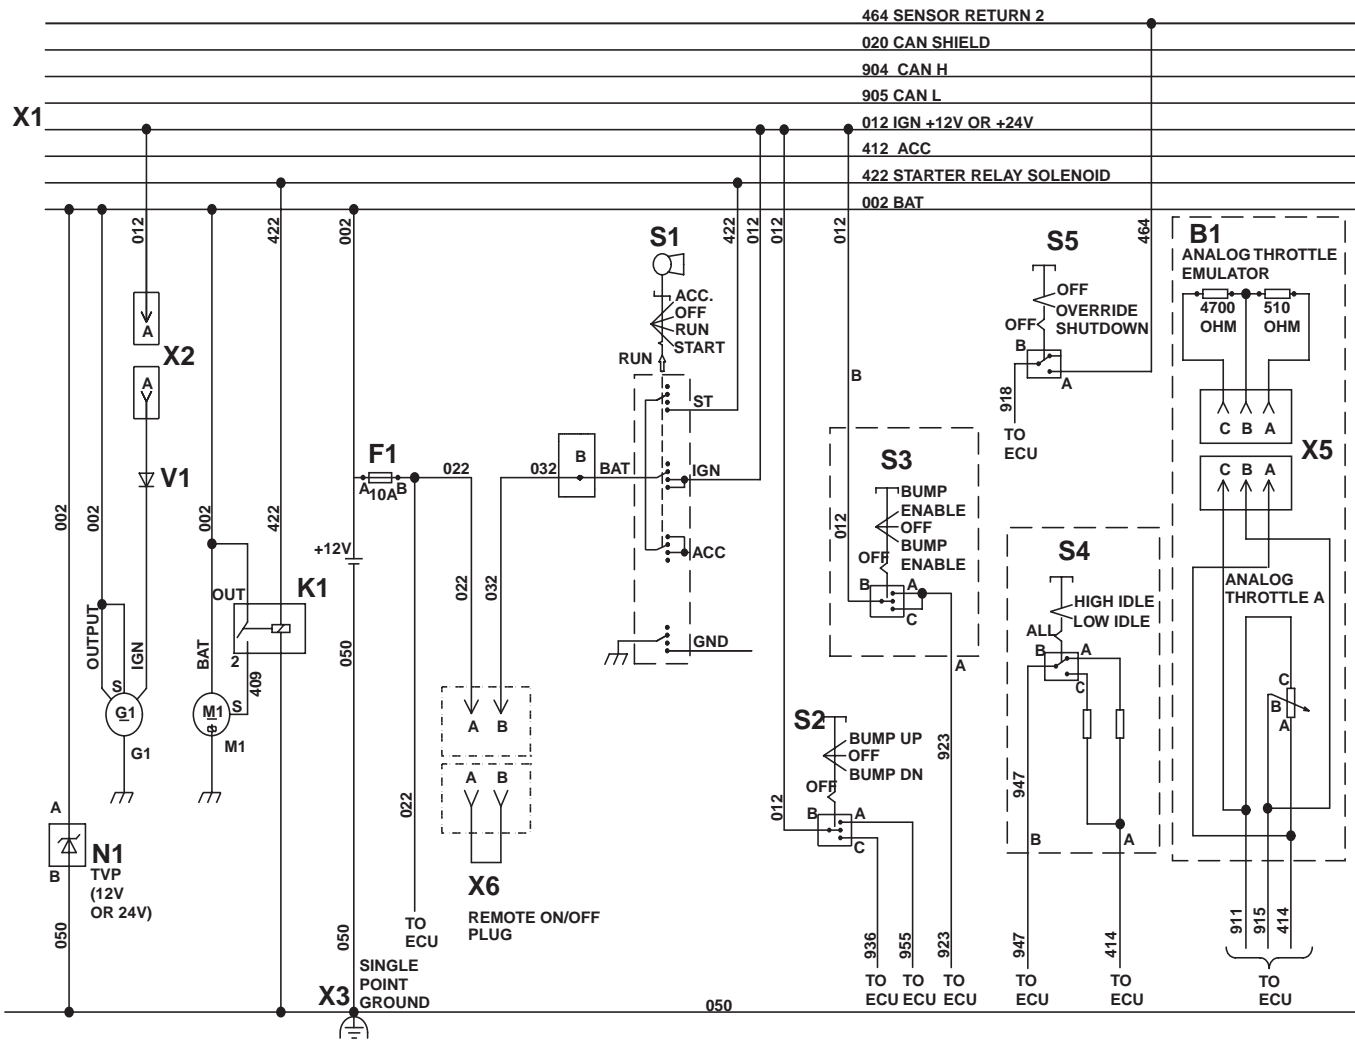 464 SENSOR RETURN 2
020 CAN SHIELD
904 CAN H
905 CAN L
X1
012 IGN +12V OR +24V
412 ACC
422 STARTER RELAY SOLENOID
002 BAT
012
422
002
422
012
012
012
464
S1
ACC.
OFF
RUN
START
RUN
S5
OFF
OVERRIDE
SHUTDOWN
OFF
B
A
918
TO
ECU
B1
ANALOG THROTTLE
EMULATOR
4700
OHM
510
OHM
C B A
X5
C B A
A
X2
A
V1
002
002
002
422
F1
A
10A
B
022
032
B
BAT
ST
IGN
ACC
GND
B
S3
BUMP
ENABLE
OFF
BUMP
ENABLE
OFF
012
B
A
C
A
S4
HIGH IDLE
LOW IDLE
ALL
B
A
C
ANALOG
THROTTLE A
C
B
A
+12V
K1
OUT
2
OUTPUT
IGN
BAT
409
050
022
032
S
G1
G1
M1
B
S
M1
A B
A B
X6
REMOTE ON/OFF
PLUG
022
TO
ECU
S2
BUMP UP
OFF
BUMP DN
OFF
012
B
A
C
923
947
B
A
A
N1
B
TVP
(12V
OR 24V)
050
050
SINGLE
POINT
GROUND
X3
936
955
923
947
414
911
915
414
TO
ECU
TO
ECU
TO
ECU
TO
ECU
TO
ECU
TO
ECU
050